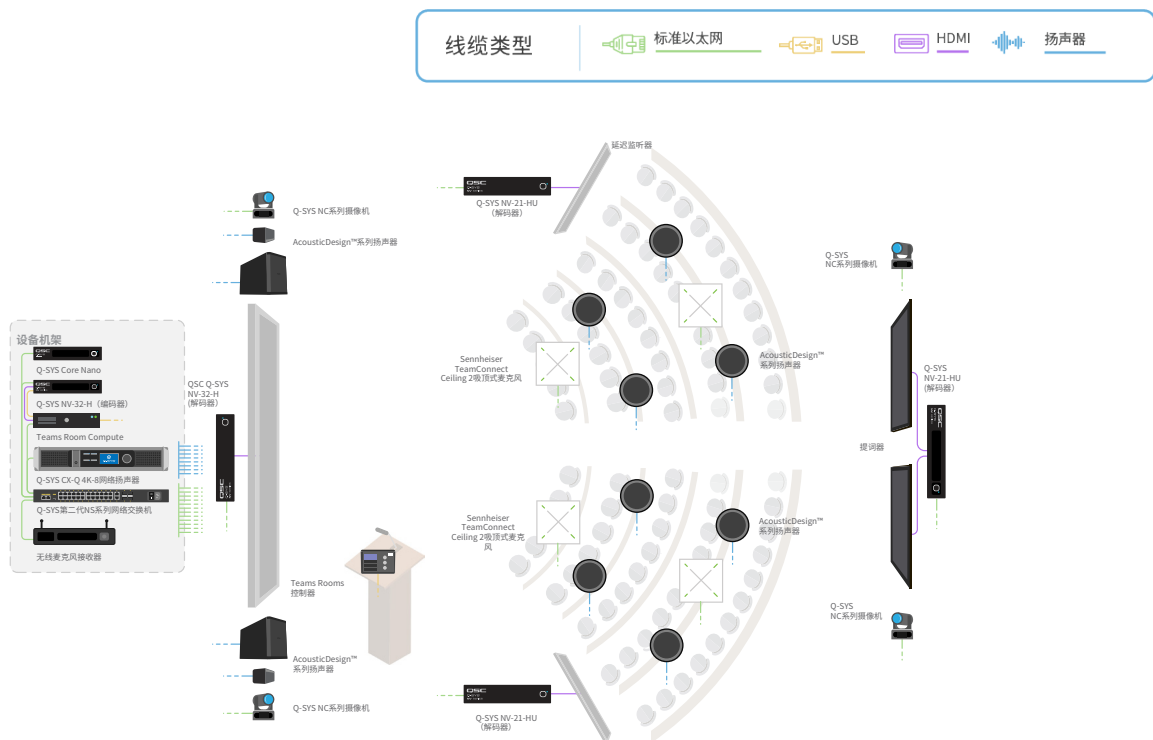 线缆类型
标准以太网
USB
HDMI
扬声器
延迟监听器
Q-SYS NC系列摄像机
AcousticDesign™系列扬声器
QSC
Q-SYS NV-21-HU
(解码器)
Q-SYS
NC系列摄像机
设备机架
QSC
Q-SYS Core Nano
QSC
Q-SYS NV-32-H（编码器）
Teams Room Compute
Q-SYS CX-Q 4K-8网络扬声器
Q-SYS第二代NS系列网络交换机
无线麦克风接收器
QSC Q-SYS
NV-32-H
(解码器)
QSC
Sennheiser
TeamConnect
Ceiling 2吸顶式麦克风
AcousticDesign™
系列扬声器
Q-SYS
NV-21-HU
(解码器)
QSC
提词器
Sennheiser
TeamConnect
Ceiling 2吸顶式麦克
风
AcousticDesign™
系列扬声器
Teams Rooms
控制器
Q-SYS
NC系列摄像机
AcousticDesign™
系列扬声器
Q-SYS NC系列摄像机
QSC
Q-SYS NV-21-HU
(解码器)